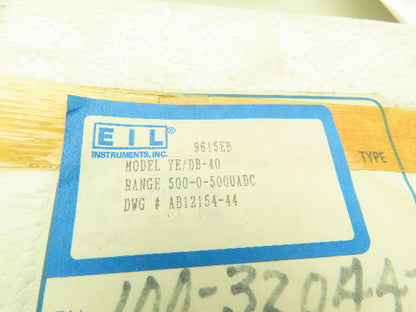 EIL®
INSTRUMENTS, INC.
9615EB
MODEL YE/DB-40
RANGE 500-0-500UADC
DWG # AB12154-44
TYPE